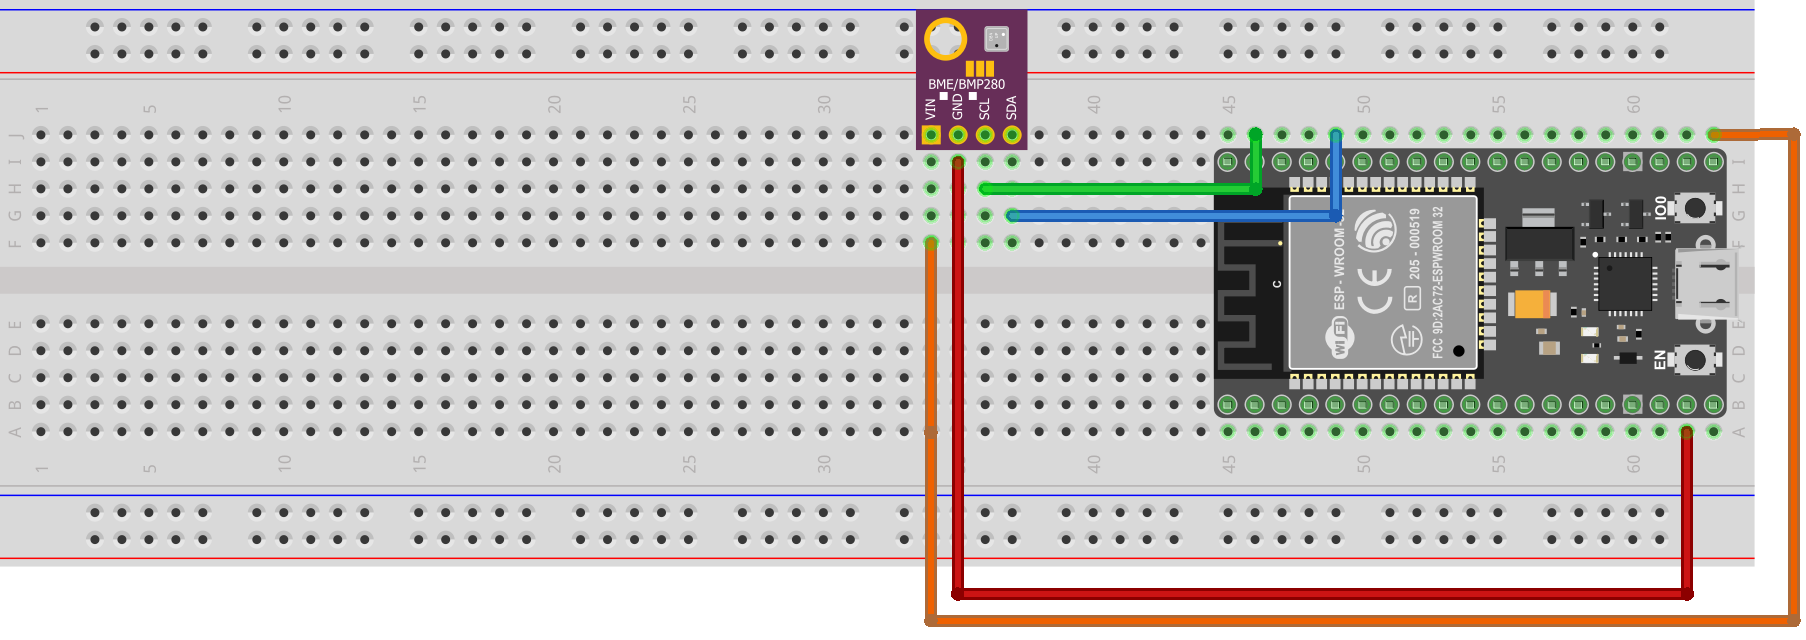 BME/BMP280
VIN
GND
SCL
SDA
1 5 10 15 20 25 30 40 45 50 55 60
J J
I I
H H
G G
F F
E E
D D
C C
B B
A A
1 5 10 15 20 25 30 40 45 50 55 60
C
Wi Fi
ESP - WROOM
CE
R
205 - 000519
FCC 9D:2AC72-ESPWROOM 32
IO0
EN